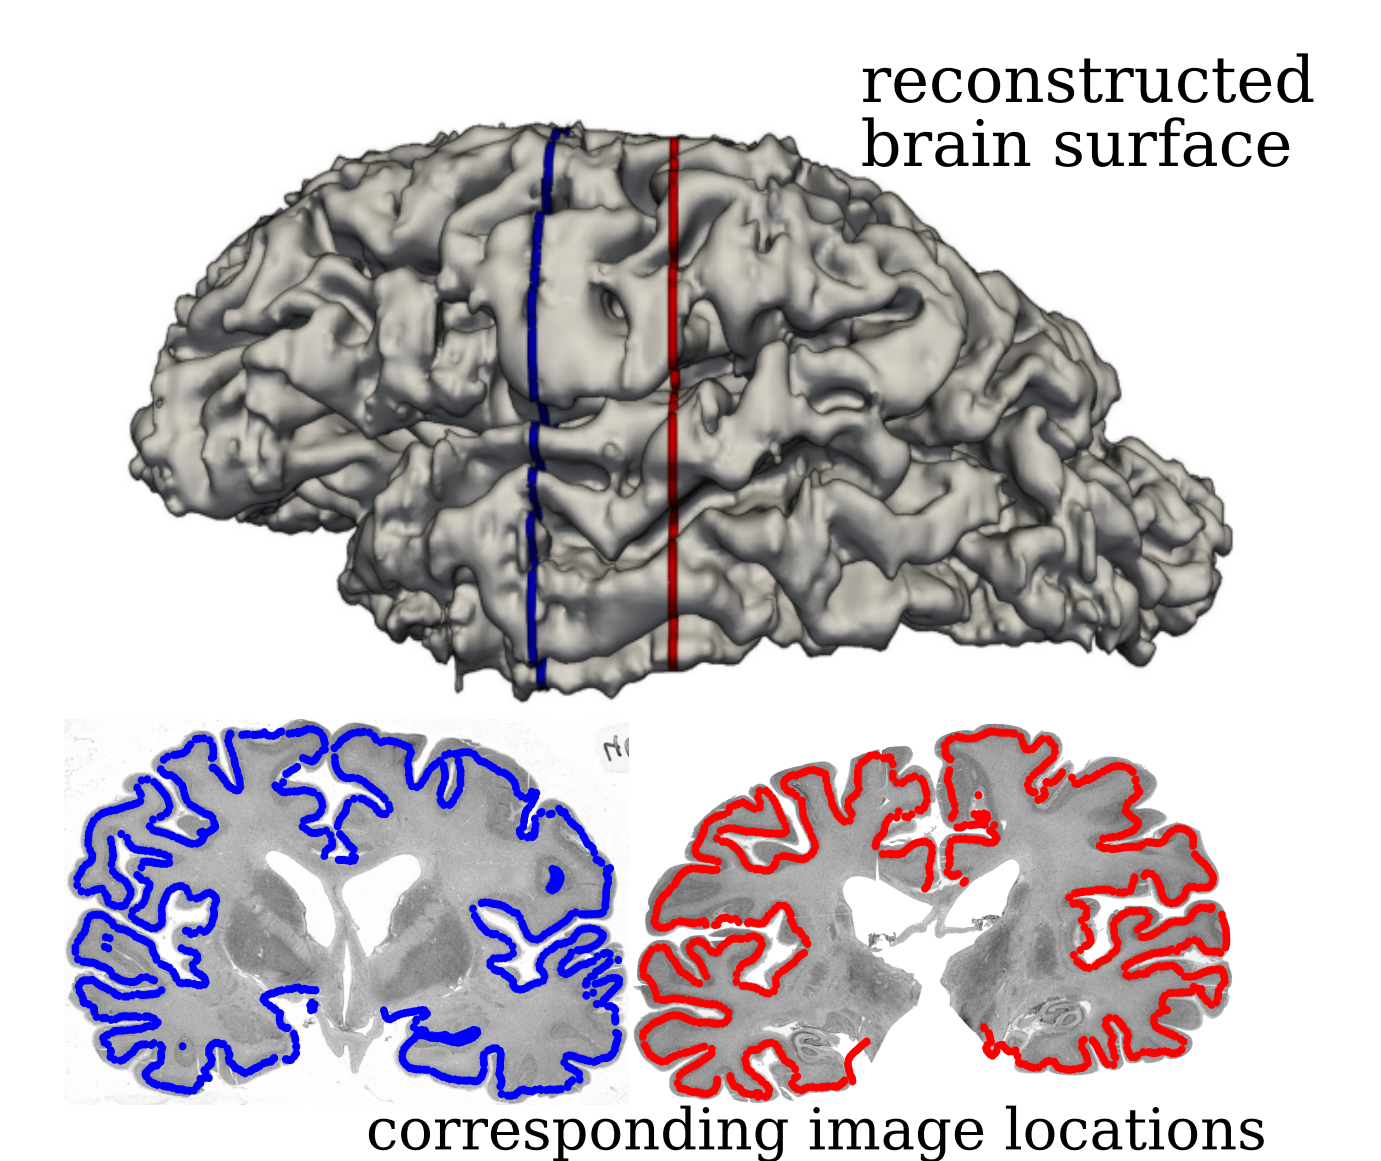 reconstructed
brain surface
corresponding image locations